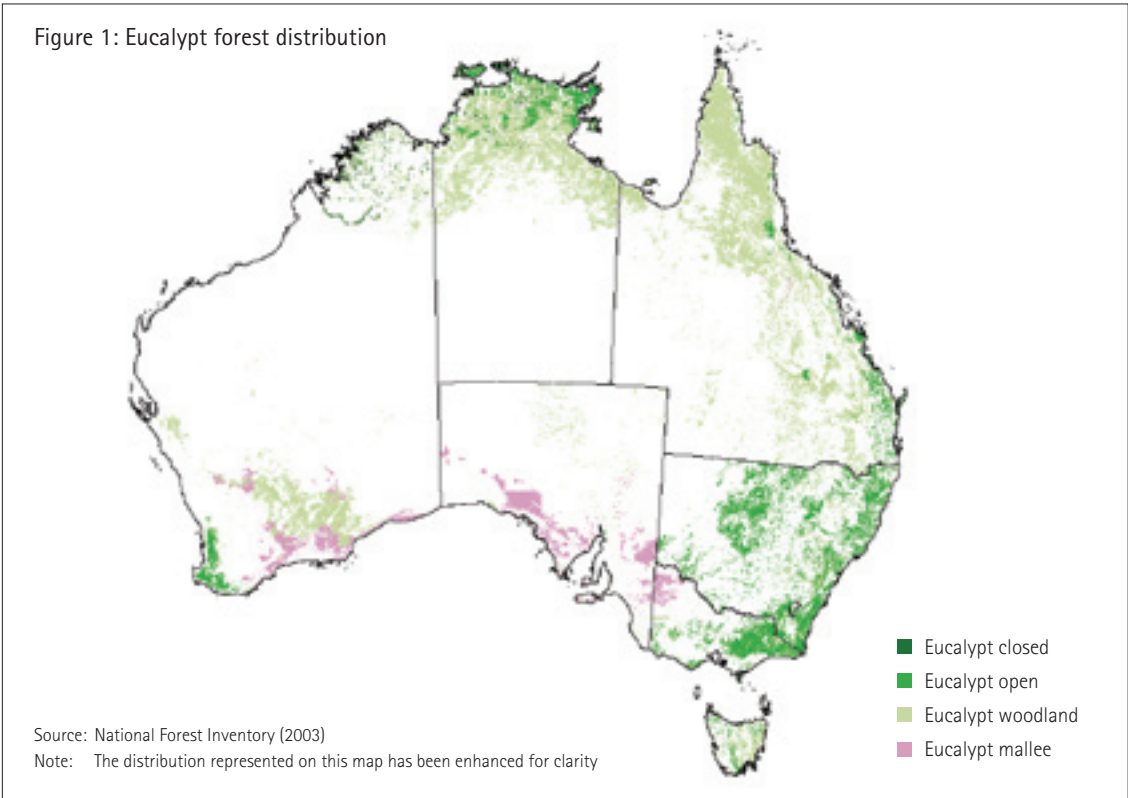 Figure 1: Eucalypt forest distribution
Eucalypt closed
Eucalypt open
Eucalypt woodland
Eucalypt mallee
Source: National Forest Inventory (2003)
Note: The distribution represented on this map has been enhanced for clarity